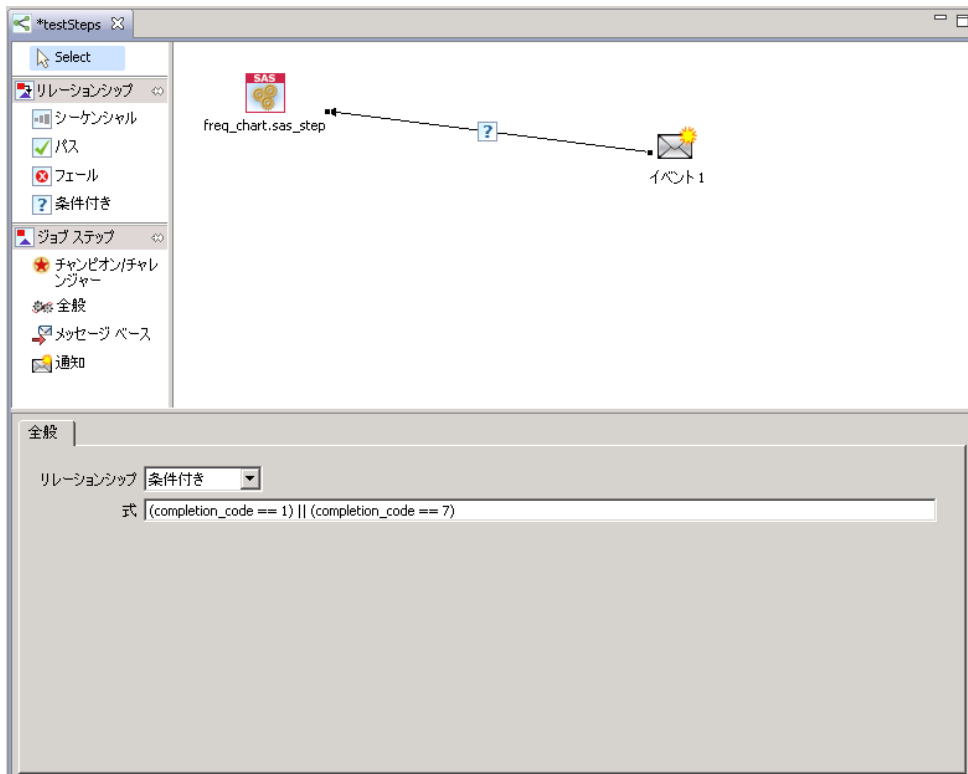 *testSteps
Select
リレーションシップ
シーケンシャル
パス
フェール
? 条件付き
ジョブ ステップ
チャンピオン/チャレ
ンジャー
全般
メッセージ ベース
通知
SAS
freq_chart.sas_step
?
イベント 1
全般
リレーションシップ 条件付き
式 (completion_code == 1) || (completion_code == 7)